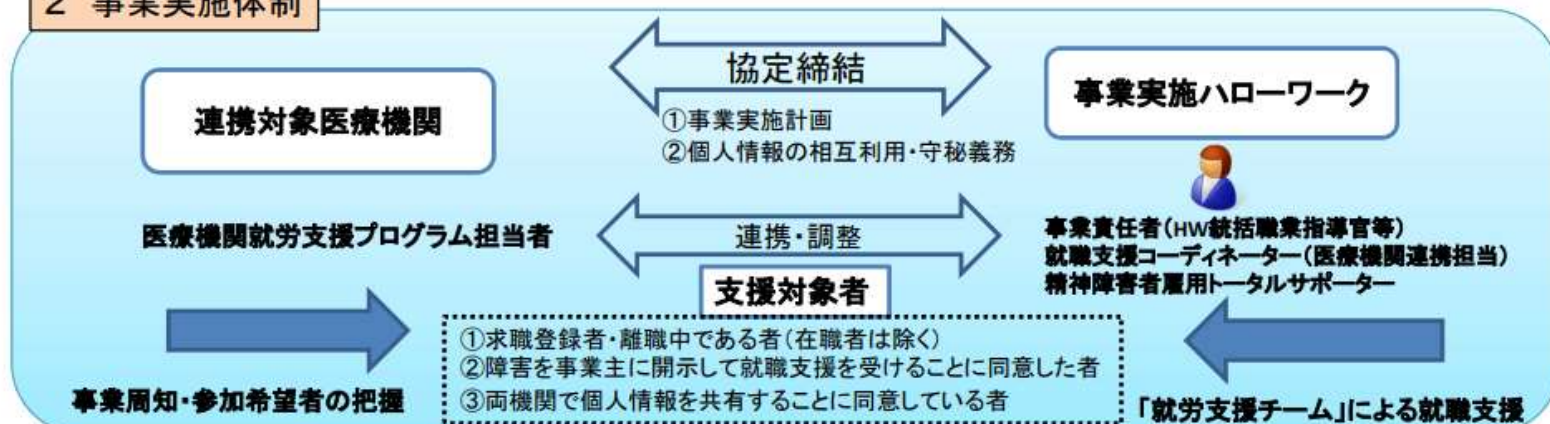 2 事業実施体制
協定締結
連携対象医療機関
事業実施ハローワーク
①事業実施計画
②個人情報の相互利用・守秘義務
医療機関就労支援プログラム担当者
連携・調整
事業責任者(HW統括職業指導官等)
就職支援コーディネーター(医療機関連携担当)
精神障害者雇用トータルサポーター
支援対象者
①求職登録者・離職中である者(在職者は除く)
②障害を事業主に開示して就職支援を受けることに同意した者
③両機関で個人情報を共有することに同意している者
事業周知・参加希望者の把握
「就労支援チーム」による就職支援